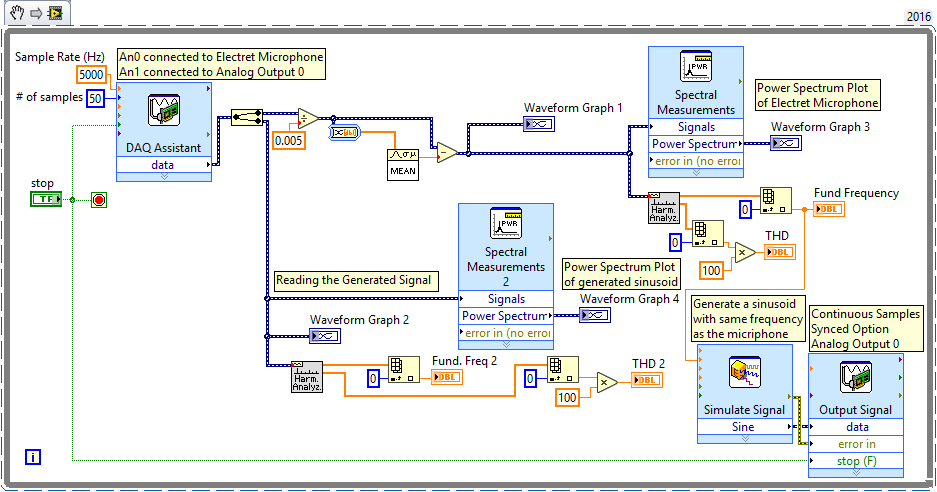 2016
Sample Rate (Hz)
5000
An0 connected to Electret Microphone
An1 connected to Analog Output 0
# of samples
50
DAQ Assistant
data
stop
TF
0.005
MEAN
Waveform Graph 1
PWR
Spectral
Measurements
Signals
Power Spectrum
error in (no erro
Power Spectrum Plot
of Electret Microphone
Waveform Graph 3
Harm.
Analyz.
0
Fund Frequency
DBL
0
THD
DBL
100
Reading the Generated Signal
PWR
Spectral
Measurements
2
Signals
Power Spectrum
error in (no erro
Power Spectrum Plot
of generated sinusoid
Waveform Graph 4
Waveform Graph 2
Harm.
Analyz.
0
Fund. Freq 2
DBL
0
100
THD 2
DBL
Generate a sinusoid
with same frequency
as the micriphone
Simulate Signal
Sine
Continuous Samples
Synced Option
Analog Output 0
Output Signal
data
error in
stop (F)
i